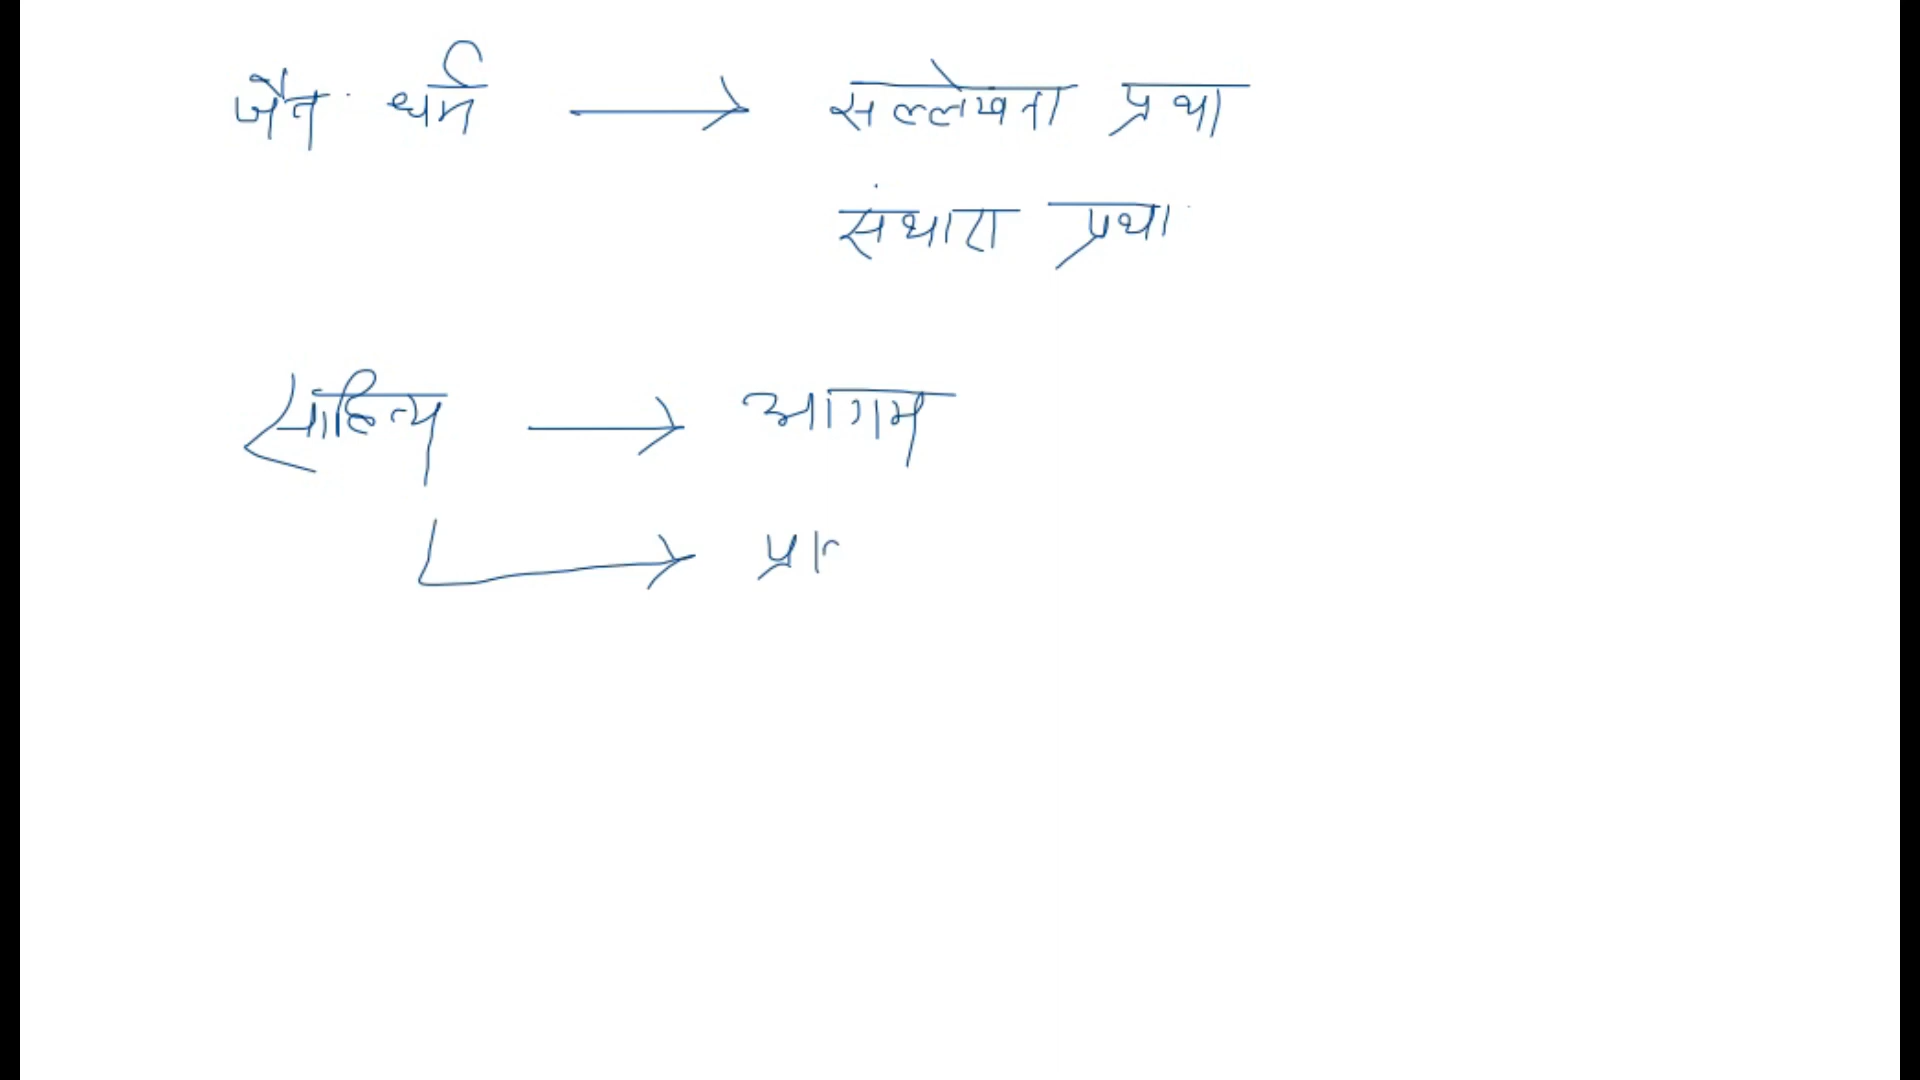 जैन धर्म → सल्लेखना प्रथा
संथारा प्रथा
साहित्य → आगम
→ प्रा